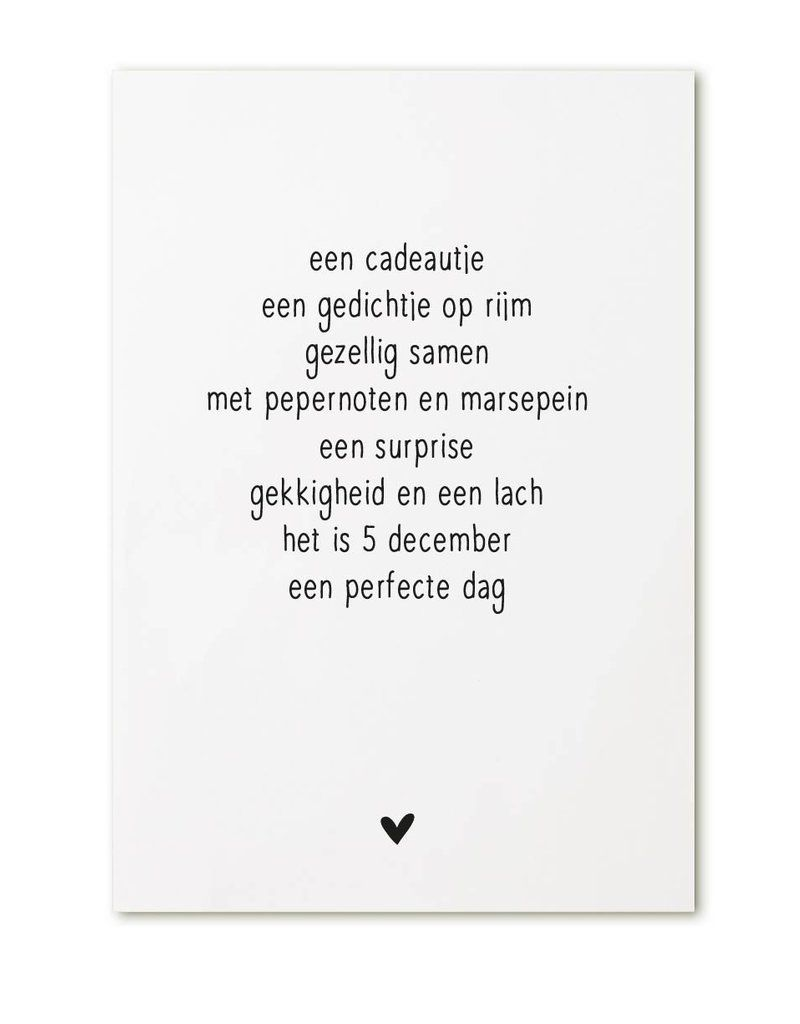 een cadeautje
een gedichtje op rijm
gezellig samen
met pepernoten en marsepein
een surprise
gekkigheid en een lach
het is 5 december
een perfecte dag